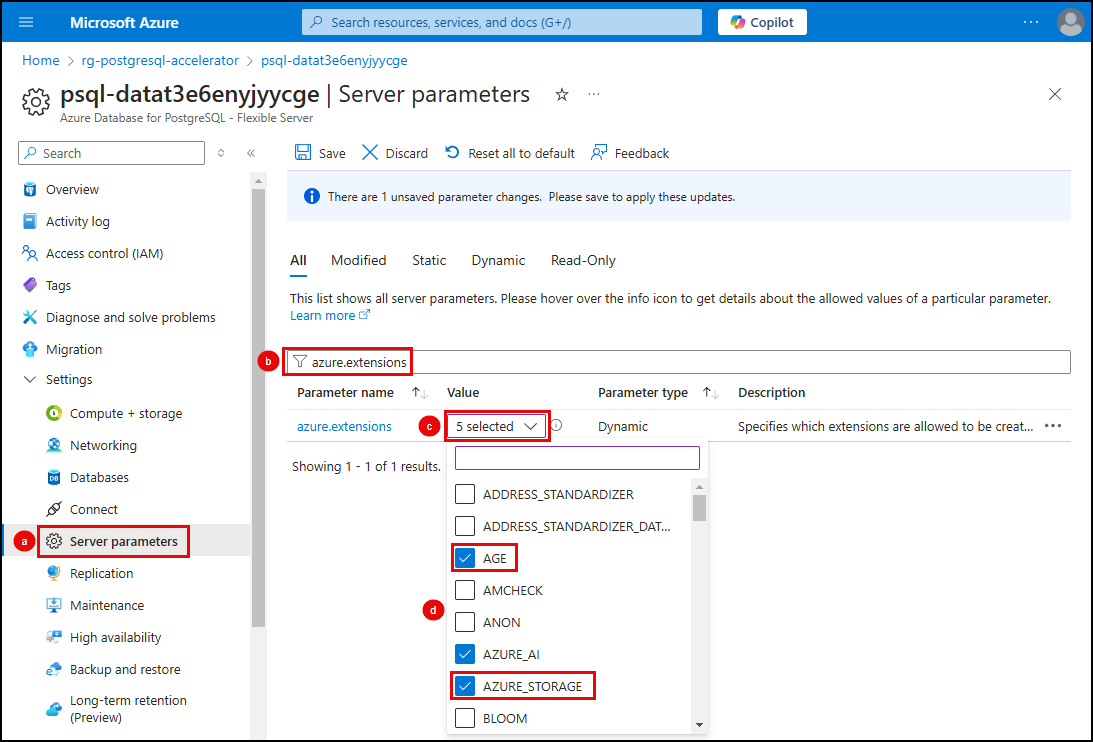 Microsoft Azure
Search resources, services, and docs (G+/)
Copilot
...
Home > rg-postgresql-accelerator > psql-datat3e6enyjyycge
psql-datat3e6enyjyycge | Server parameters
...
Azure Database for PostgreSQL - Flexible Server
Search
Save
Discard
Reset all to default
Feedback
Overview
Activity log
Access control (IAM)
Tags
Diagnose and solve problems
Migration
Settings
Compute + storage
Networking
Databases
Connect
a
Server parameters
Replication
Maintenance
High availability
Backup and restore
Long-term retention
(Preview)
There are 1 unsaved parameter changes. Please save to apply these updates.
All Modified Static Dynamic Read-Only
This list shows all server parameters. Please hover over the info icon to get details about the allowed values of a particular parameter.
Learn more
b
azure.extensions
Parameter name Value Parameter type Description
azure.extensions c 5 selected Dynamic Specifies which extensions are allowed to be creat... ...
Showing 1 - 1 of 1 results.
ADDRESS_STANDARDIZER
ADDRESS_STANDARDIZER_DAT...
AGE
AMCHECK
d
ANON
AZURE_AI
AZURE_STORAGE
BLOOM